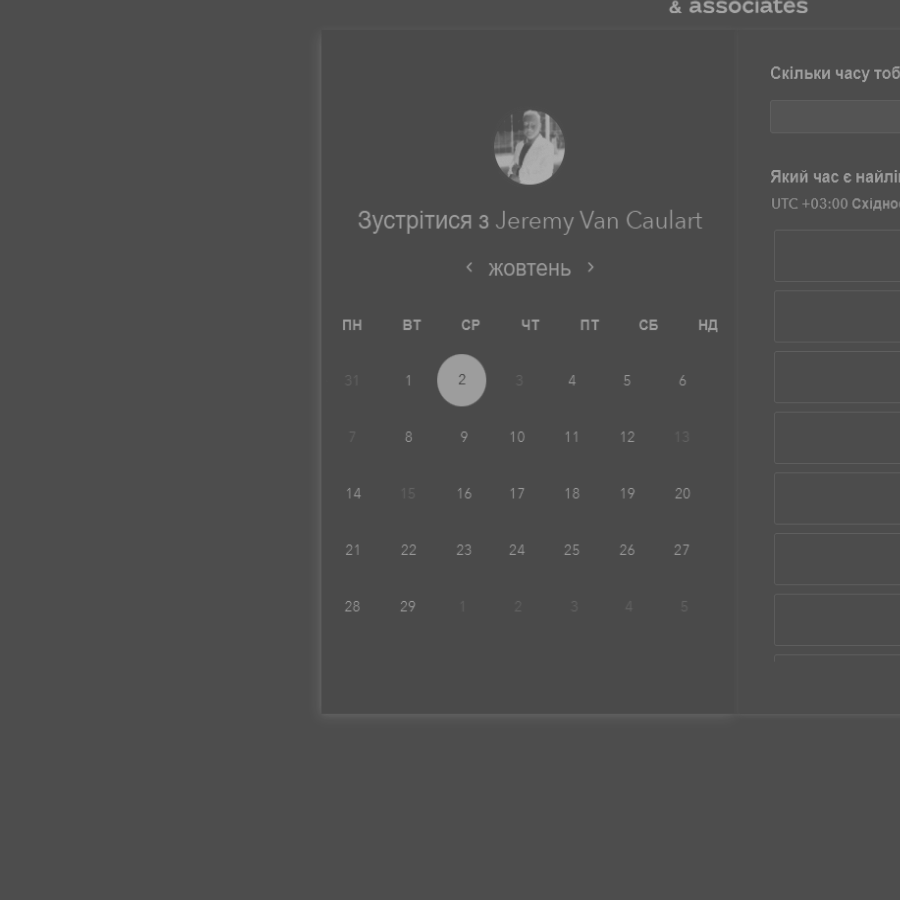 & associates
Скільки часу тоб
Який час є найлі
UTC +03:00 Східно
Зустрітися з Jeremy Van Caulart
‹ жовтень ›
ПН ВТ СР ЧТ ПТ СБ НД
31 1 2 3 4 5 6
7 8 9 10 11 12 13
14 15 16 17 18 19 20
21 22 23 24 25 26 27
28 29 1 2 3 4 5